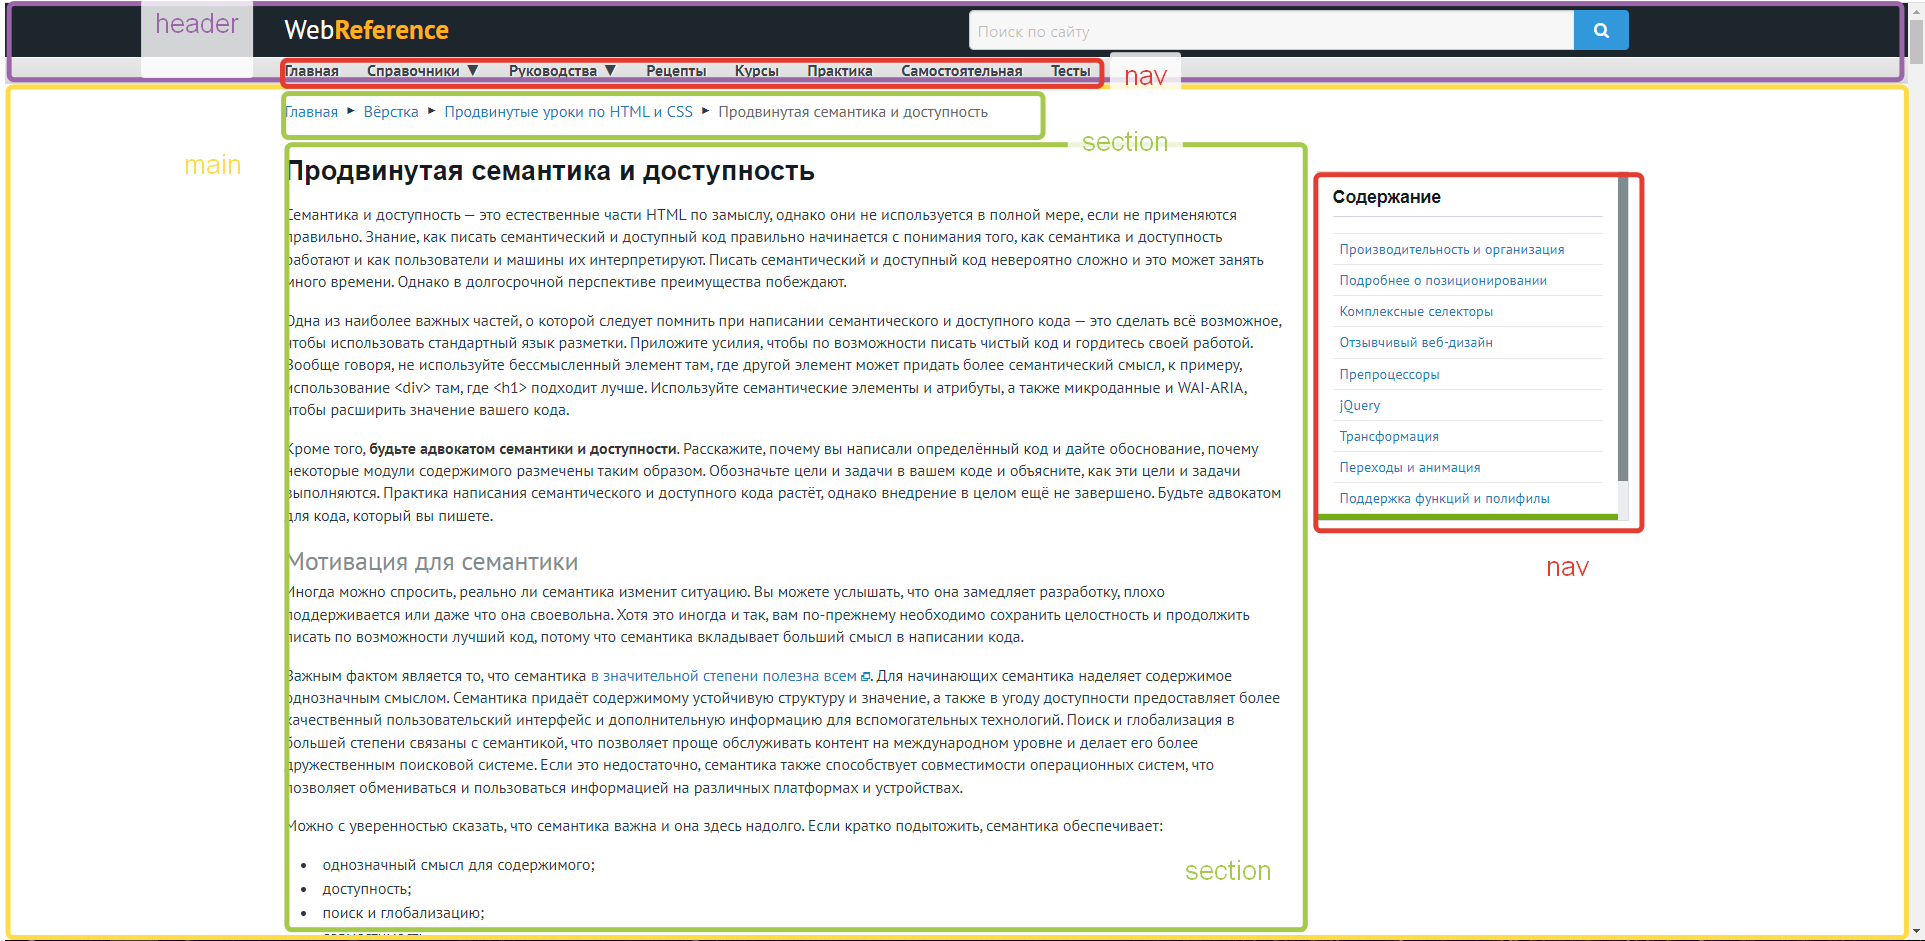 header
WebReference
Поиск по сайту
Главная Справочники ▼ Руководства ▼ Рецепты Курсы Практика Самостоятельная Тесты
nav
Главная ► Вёрстка ► Продвинутые уроки по HTML и CSS ► Продвинутая семантика и доступность
section
main
Продвинутая семантика и доступность
Семантика и доступность — это естественные части HTML по замыслу, однако они не используется в полной мере, если не применяются
правильно. Знание, как писать семантический и доступный код правильно начинается с понимания того, как семантика и доступность
работают и как пользователи и машины их интерпретируют. Писать семантический и доступный код невероятно сложно и это может занять
много времени. Однако в долгосрочной перспективе преимущества побеждают.
Одна из наиболее важных частей, о которой следует помнить при написании семантического и доступного кода — это сделать всё возможное,
чтобы использовать стандартный язык разметки. Приложите усилия, чтобы по возможности писать чистый код и гордитесь своей работой.
Вообще говоря, не используйте бессмысленный элемент там, где другой элемент может придать более семантический смысл, к примеру,
использование <div> там, где <h1> подходит лучше. Используйте семантические элементы и атрибуты, а также микроданные и WAI-ARIA,
чтобы расширить значение вашего кода.
Кроме того, будьте адвокатом семантики и доступности. Расскажите, почему вы написали определённый код и дайте обоснование, почему
некоторые модули содержимого размечены таким образом. Обозначьте цели и задачи в вашем коде и объясните, как эти цели и задачи
выполняются. Практика написания семантического и доступного кода растёт, однако внедрение в целом ещё не завершено. Будьте адвокатом
для кода, который вы пишете.
Мотивация для семантики
Иногда можно спросить, реально ли семантика изменит ситуацию. Вы можете услышать, что она замедляет разработку, плохо
поддерживается или даже что она своевольна. Хотя это иногда и так, вам по-прежнему необходимо сохранить целостность и продолжить
писать по возможности лучший код, потому что семантика вкладывает больший смысл в написании кода.
Важным фактом является то, что семантика в значительной степени полезна всем. Для начинающих семантика наделяет содержимое
однозначным смыслом. Семантика придаёт содержимому устойчивую структуру и значение, а также в угоду доступности предоставляет более
качественный пользовательский интерфейс и дополнительную информацию для вспомогательных технологий. Поиск и глобализация в
большей степени связаны с семантикой, что позволяет проще обслуживать контент на международном уровне и делает его более
дружественным поисковой системе. Если это недостаточно, семантика также способствует совместимости операционных систем, что
позволяет обмениваться и пользоваться информацией на различных платформах и устройствах.
Можно с уверенностью сказать, что семантика важна и она здесь надолго. Если кратко подытожить, семантика обеспечивает:
• однозначный смысл для содержимого;
• доступность;
• поиск и глобализацию;
section
Содержание
Производительность и организация
Подробнее о позиционировании
Комплексные селекторы
Отзывчивый веб-дизайн
Препроцессоры
jQuery
Трансформация
Переходы и анимация
Поддержка функций и полифилы
nav